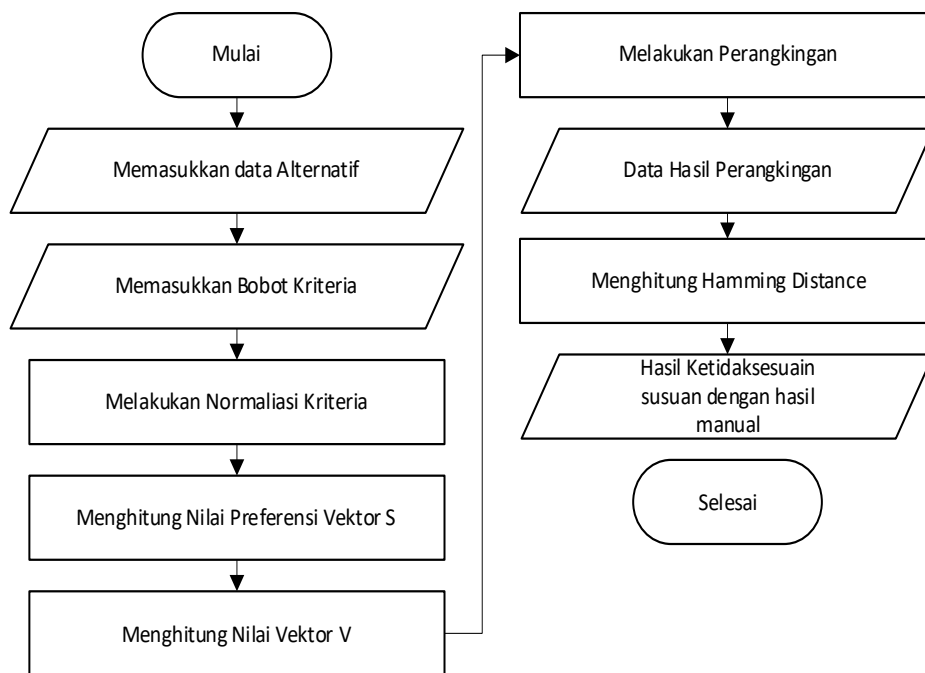 Mulai
Memasukkan data Alternatif
Memasukkan Bobot Kriteria
Melakukan Normaliasi Kriteria
Menghitung Nilai Preferensi Vektor S
Menghitung Nilai Vektor V
Melakukan Perangkingan
Data Hasil Perangkingan
Menghitung Hamming Distance
Hasil Ketidaksesuain
susuan dengan hasil
manual
Selesai